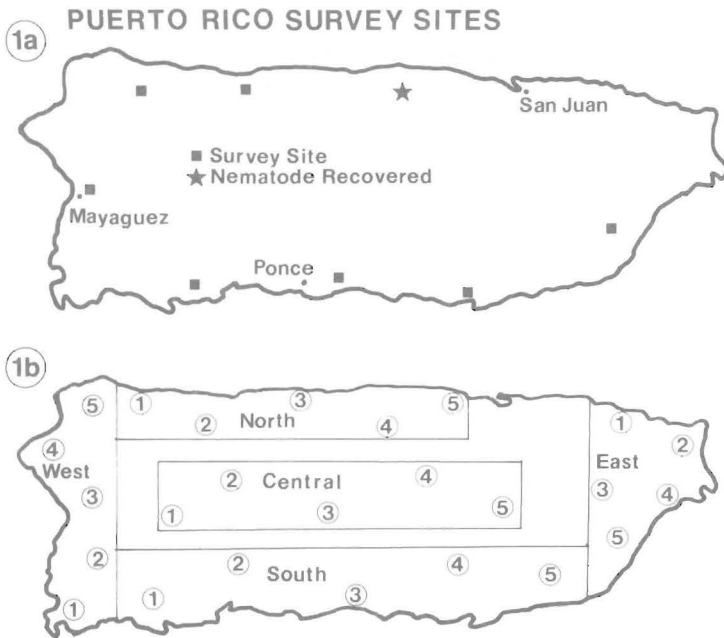 PUERTO RICO SURVEY SITES
1a
San Juan
■ Survey Site
★ Nematode Recovered
Mayaguez
Ponce
1b
5 1 3 5
2 North 4 1
4 2
West 2 Central 4 East
3 3 4
1 3 5
5
2 2 4
South 5
1 1 3